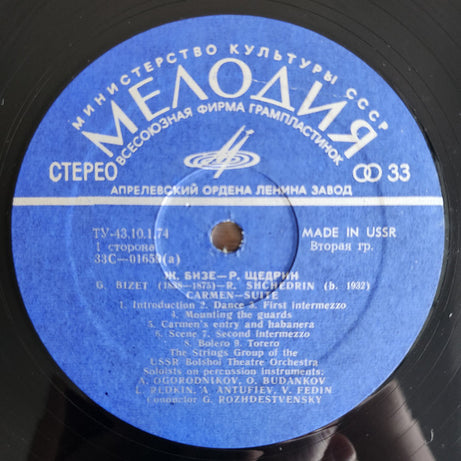 МИНИСТЕРСТВО КУЛЬТУРЫ СССР
МЕЛОДИЯ
ВСЕСОЮЗНАЯ ФИРМА ГРАМПЛАСТИНОК
СТЕРЕО
33
АПРЕЛЕВСКИЙ ОРДЕНА ЛЕНИНА ЗАВОД
ТУ-43.10.1.74
MADE IN USSR
1 сторона
Вторая гр.
33С—01659(а)
Ж. БИЗЕ—Р. ЩЕДРИН
G. BIZET (1838—1875)—R. SHCHEDRIN (b. 1932)
CARMEN—SUITE
1. Introduction 2. Dance 3. First intermezzo
4. Mounting the guards
5. Carmen's entry and habanera
6. Scene 7. Second intermezzo
8. Bolero 9. Torero
The Strings Group of the
USSR Bolshoi Theatre Orchestra
Soloists on percussion instruments:
A. OGORODNIKOV, O. BUDANKOV
L. REDKIN, A. ANTUFIEV, V. FEDIN
Conductor G. ROZHDESTVENSKY